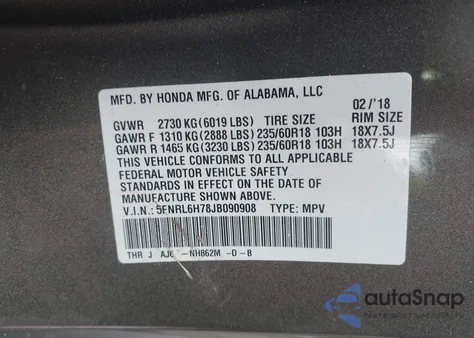 MFD. BY HONDA MFG. OF ALABAMA, LLC 02/'18
GVWR 2730 KG (6019 LBS) TIRE SIZE RIM SIZE
GAWR F 1310 KG (2888 LBS) 235/60R18 103H 18X7.5J
GAWR R 1465 KG (3230 LBS) 235/60R18 103H 18X7.5J
THIS VEHICLE CONFORMS TO ALL APPLICABLE
FEDERAL MOTOR VEHICLE SAFETY
STANDARDS IN EFFECT ON THE DATE OF
MANUFACTURE SHOWN ABOVE.
V.I.N.: 5FNRL6H78JB090908 TYPE: MPV
THR J -NH862M -D-B
autoSnap